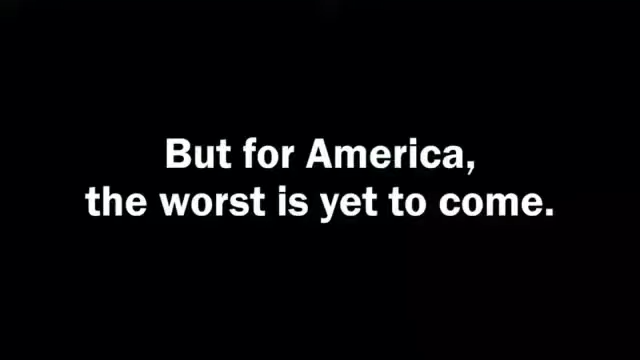 But for America,
the worst is yet to come.